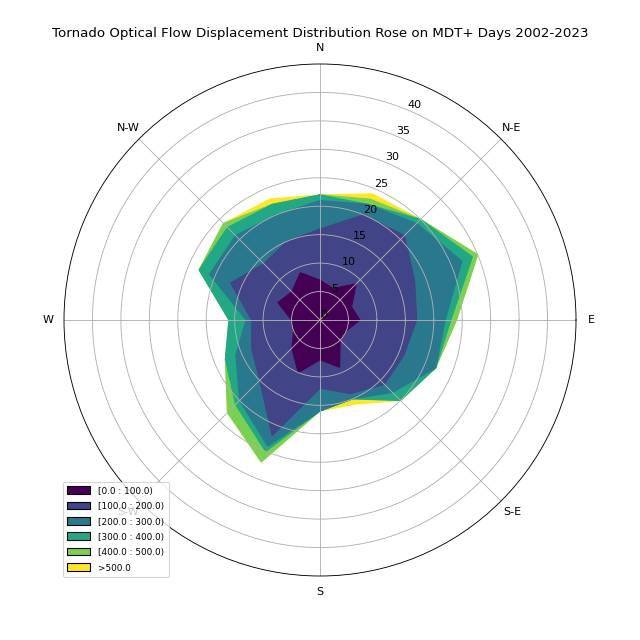 Tornado Optical Flow Displacement Distribution Rose on MDT+ Days 2002-2023
N
N-W
N-E
40
35
30
25
20
15
10
5
0
W
E
[0.0 : 100.0)
[100.0 : 200.0)
[200.0 : 300.0)
[300.0 : 400.0)
[400.0 : 500.0)
>500.0
S-W
S-E
S